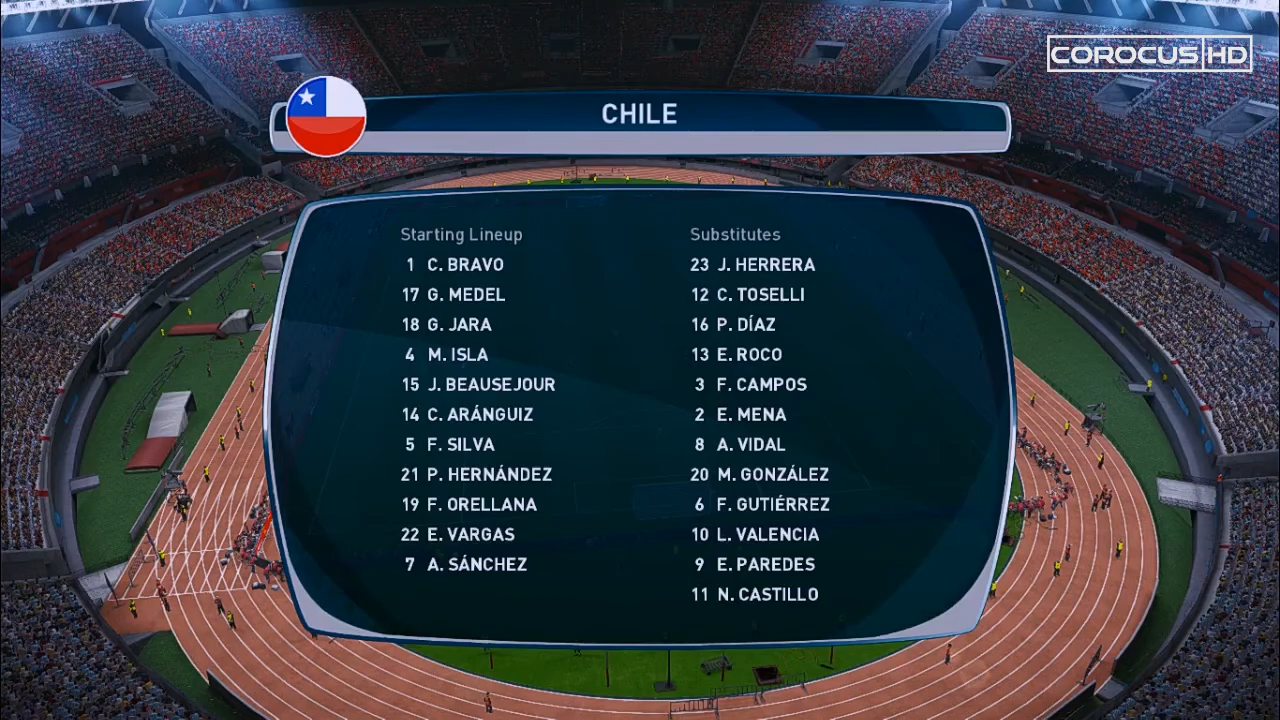 COROCUS HD
CHILE
Starting Lineup
1 C. BRAVO
17 G. MEDEL
18 G. JARA
4 M. ISLA
15 J. BEAUSEJOUR
14 C. ARÁNGUIZ
5 F. SILVA
21 P. HERNÁNDEZ
19 F. ORELLANA
22 E. VARGAS
7 A. SÁNCHEZ
Substitutes
23 J. HERRERA
12 C. TOSELLI
16 P. DÍAZ
13 E. ROCO
3 F. CAMPOS
2 E. MENA
8 A. VIDAL
20 M. GONZÁLEZ
6 F. GUTIÉRREZ
10 L. VALENCIA
9 E. PAREDES
11 N. CASTILLO